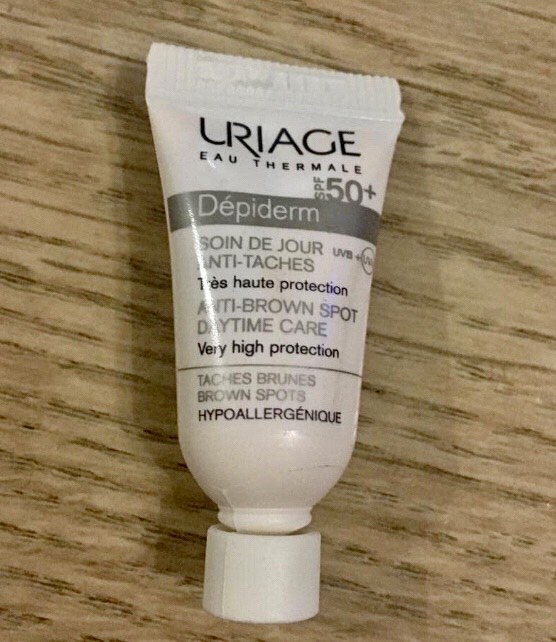 URIAGE
EAU THERMALE
SPF 50+
Dépiderm
SOIN DE JOUR
ANTI-TACHES
UVB + UVA
Très haute protection
ANTI-BROWN SPOT
DAYTIME CARE
Very high protection
TACHES BRUNES
BROWN SPOTS
HYPOALLERGÉNIQUE